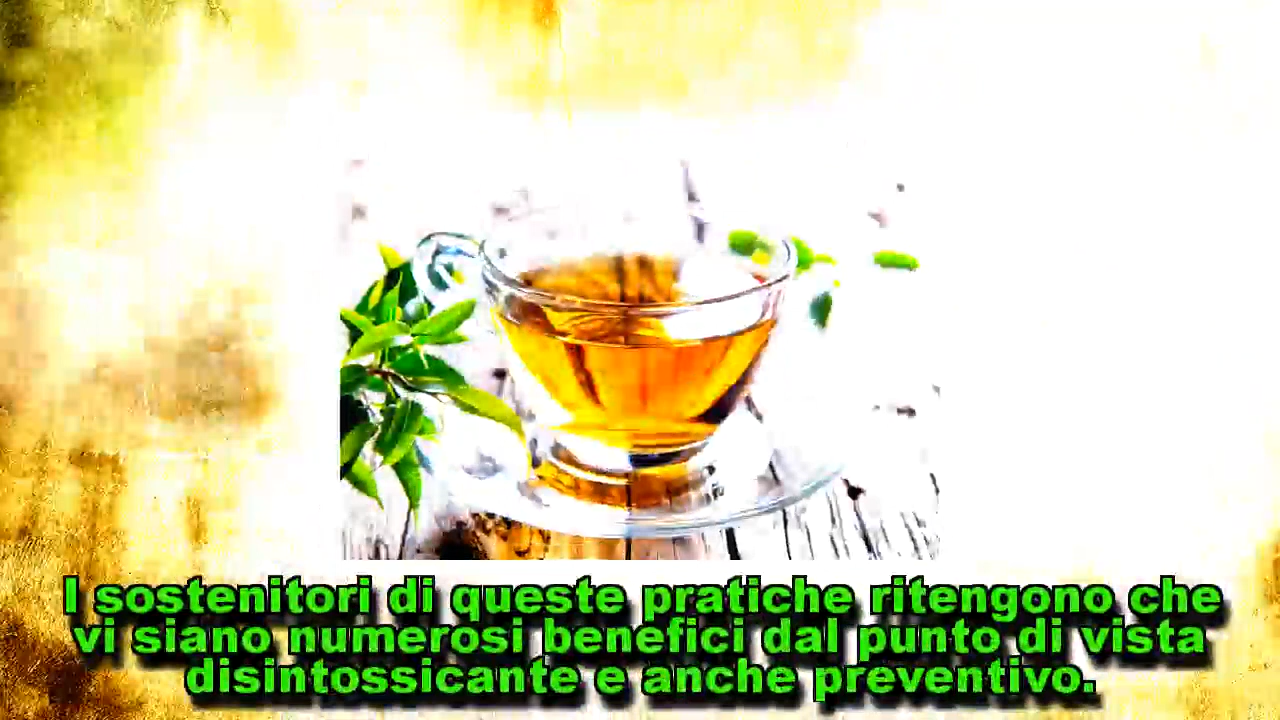 I sostenitori di queste pratiche ritengono che
vi siano numerosi benefici dal punto di vista
disintossicante e anche preventivo.